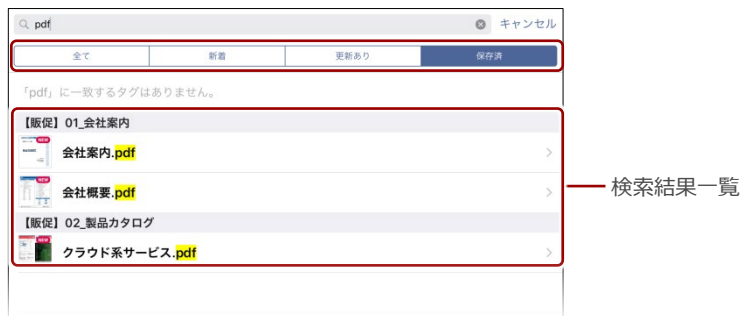 pdf キャンセル
全て 新着 更新あり 保存済
「pdf」に一致するタグはありません。
【販促】01_会社案内
NEW
会社案内.pdf
NEW
会社概要.pdf
【販促】02_製品カタログ
NEW
クラウド系サービス.pdf
検索結果一覧